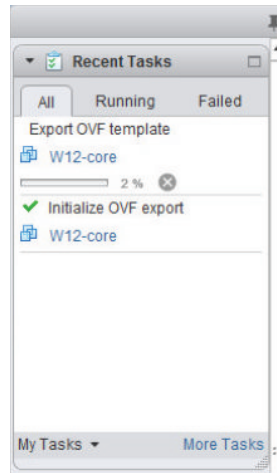 Recent Tasks
All Running Failed
Export OVF template
W12-core
2 %
Initialize OVF export
W12-core
My Tasks More Tasks